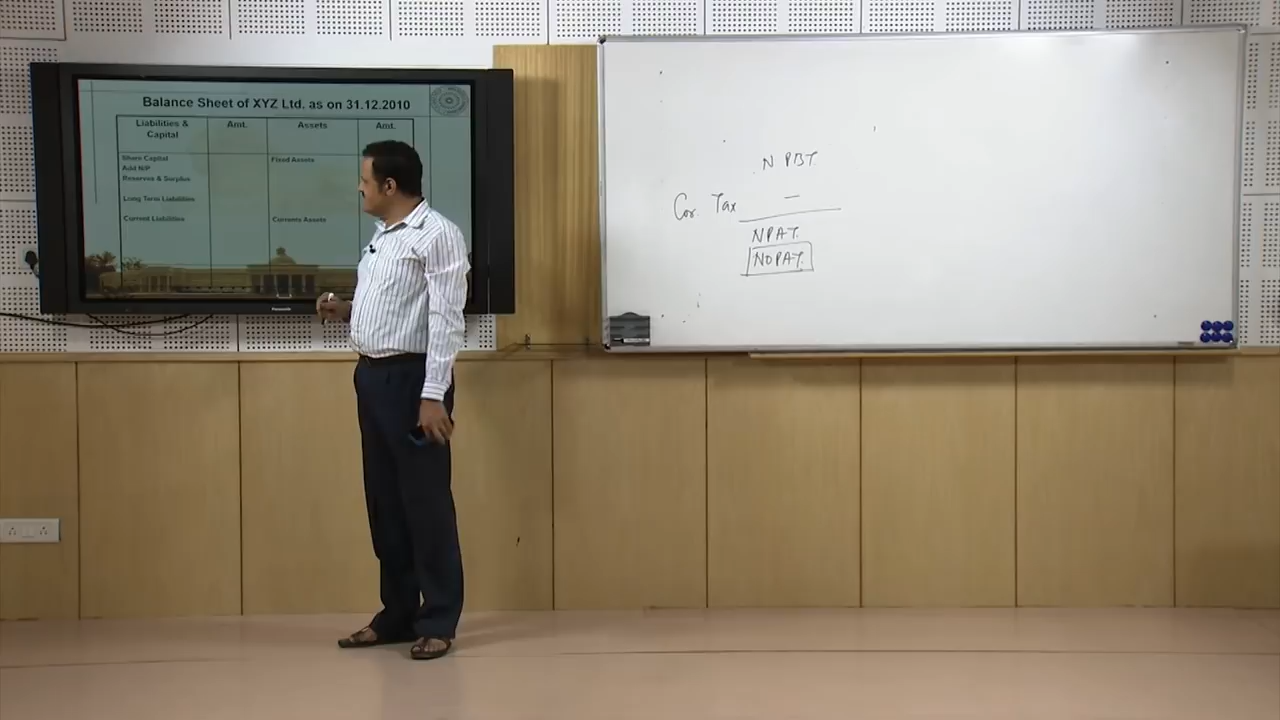 Balance Sheet of XYZ Ltd. as on 31.12.2010
Liabilities & Capital Amt. Assets Amt.
Share Capital Fixed Assets
Add N/P
Reserves & Surplus
Long Term Liabilities
Current Liabilities Currents Assets
Panasonic
N PBT
Cor. Tax —
NPAT.
NOPAT.